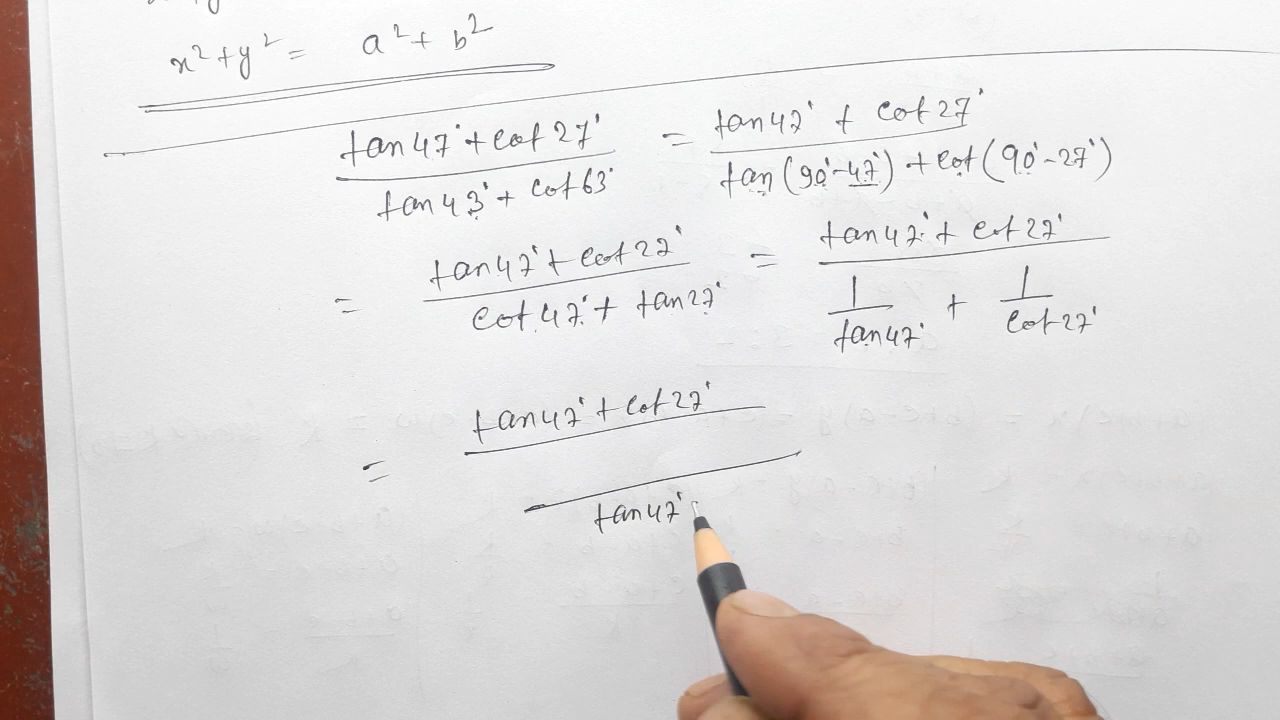 x² + y² = a² + b²
tan 47° + cot 27° / tan 43° + cot 63° = tan 47° + cot 27° / tan (90° - 47°) + cot (90° - 27°)
= tan 47° + cot 27° / cot 47° + tan 27° = tan 47° + cot 27° / 1/tan 47° + 1/cot 27°
= tan 47° + cot 27° / tan 47°